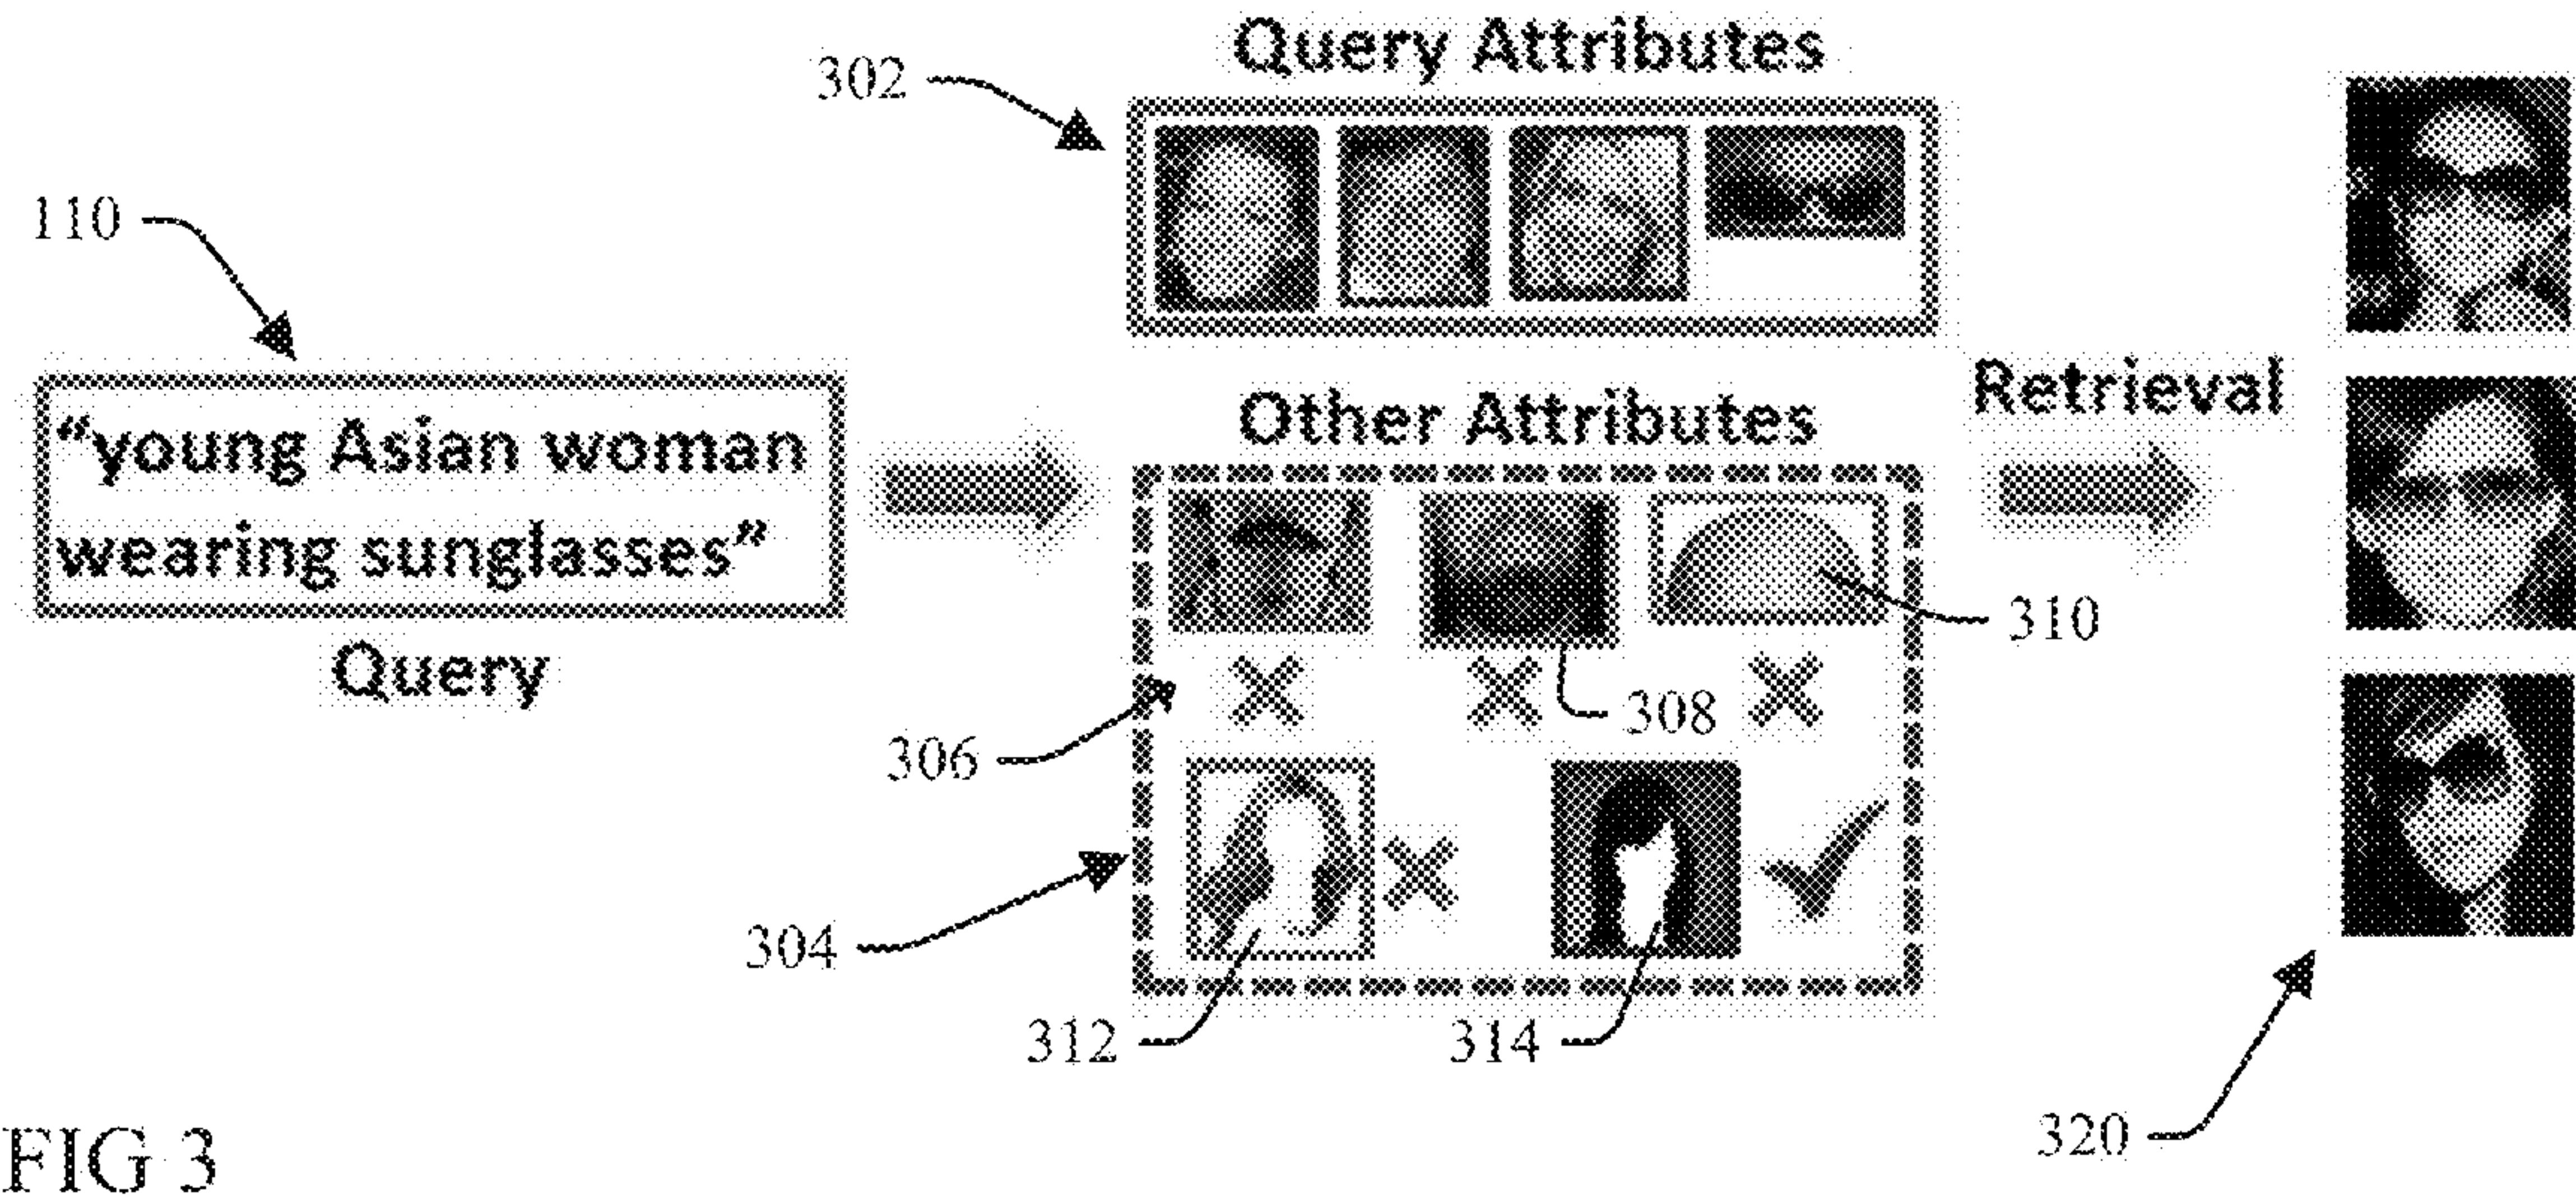 Query Attributes
302
110
"young Asian woman
wearing sunglasses"
Query
Other Attributes
Retrieval
310
308
306
304
312
314
320
FIG 3